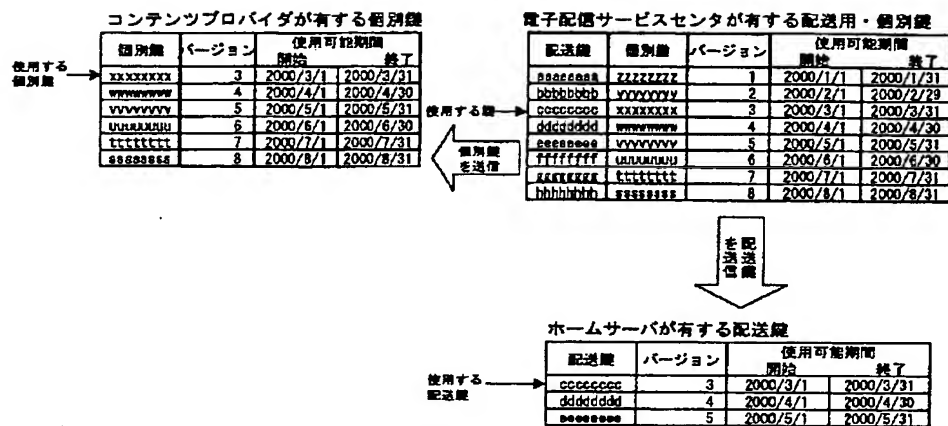 コンテンツプロバイダが有する個別鍵
個別鍵 バージョン 使用可能期間
開始 終了
使用する
個別鍵
xxxxxxxx 3 2000/3/1 2000/3/31
wwwwwwww 4 2000/4/1 2000/4/30
vvvvvvvv 5 2000/5/1 2000/5/31
uuuuuuuu 6 2000/6/1 2000/6/30
tttttttt 7 2000/7/1 2000/7/31
ssssssss 8 2000/8/1 2000/8/31
電子配信サービスセンタが有する配送用・個別鍵
配送鍵 個別鍵 バージョン 使用可能期間
開始 終了
aaaaaaaa zzzzzzzz 1 2000/1/1 2000/1/31
bbbbbbbb yyyyyyyy 2 2000/2/1 2000/2/29
使用する鍵
cccccccc xxxxxxxx 3 2000/3/1 2000/3/31
dddddddd wwwwwwww 4 2000/4/1 2000/4/30
eeeeeeee vvvvvvvv 5 2000/5/1 2000/5/31
ffffffff uuuuuuuu 6 2000/6/1 2000/6/30
gggggggg tttttttt 7 2000/7/1 2000/7/31
hhhhhhhh ssssssss 8 2000/8/1 2000/8/31
個別鍵
を送信
配送鍵
を送信
ホームサーバが有する配送鍵
配送鍵 バージョン 使用可能期間
開始 終了
使用する
配送鍵
cccccccc 3 2000/3/1 2000/3/31
dddddddd 4 2000/4/1 2000/4/30
eeeeeeee 5 2000/5/1 2000/5/31